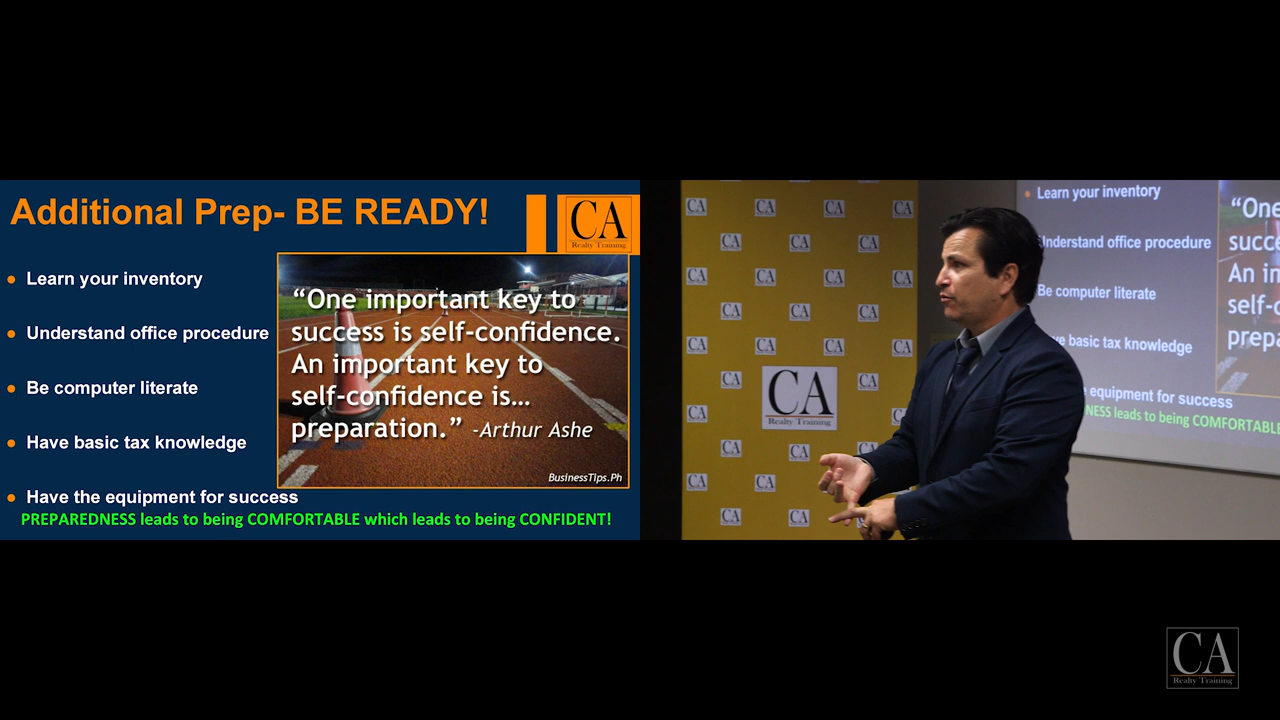 Additional Prep- BE READY!
CA
Realty Training
Learn your inventory
Understand office procedure
Be computer literate
Have basic tax knowledge
Have the equipment for success
“One important key to
success is self-confidence.
An important key to
self-confidence is...
preparation.” -Arthur Ashe
BusinessTips.Ph
PREPAREDNESS leads to being COMFORTABLE which leads to being CONFIDENT!
CA
Realty Training
Learn your inventory
Understand office procedure
Be computer literate
basic tax knowledge
equipment for success
leads to being COMFORTABLE
“One
An
CA
Realty Training